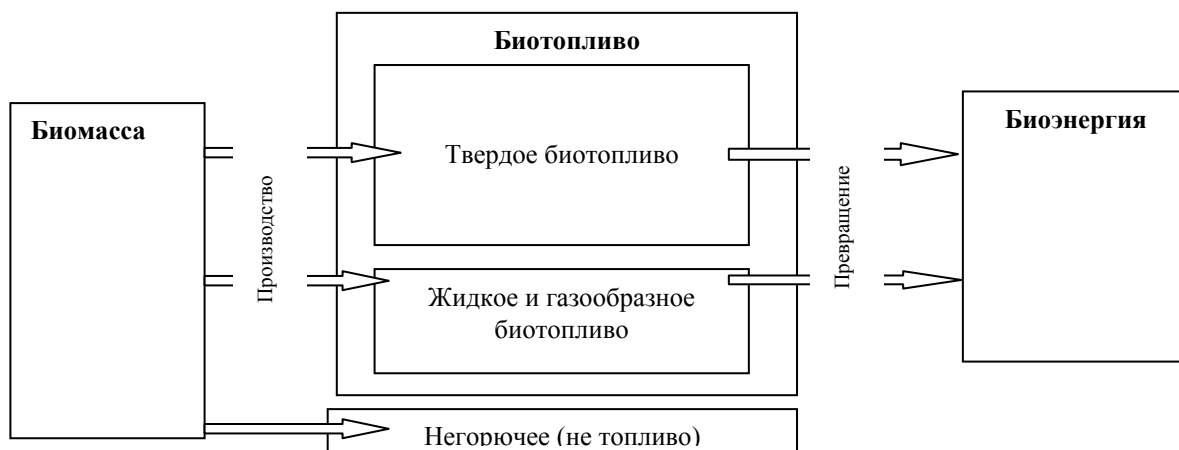 Биотопливо
Биомасса
Биоэнергия
Твердое биотопливо
Производство
Превращение
Жидкое и газообразное
биотопливо
Негорючее (не топливо)